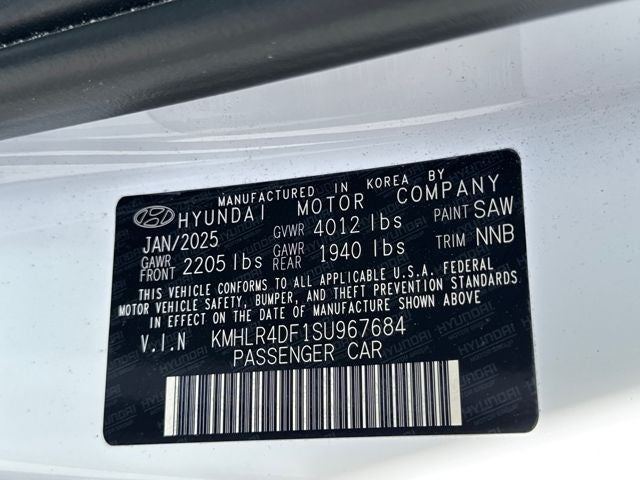 MANUFACTURED IN KOREA BY
HYUNDAI MOTOR COMPANY
JAN/2025 GVWR 4012 lbs PAINT SAW
GAWR FRONT 2205 lbs GAWR REAR 1940 lbs TRIM NNB
THIS VEHICLE CONFORMS TO ALL APPLICABLE U.S.A. FEDERAL
MOTOR VEHICLE SAFETY, BUMPER, AND THEFT PREVENTION STANDARDS
IN EFFECT ON THE DATE OF MANUFACTURE SHOWN ABOVE
V.I.N KMHLR4DF1SU967684
PASSENGER CAR